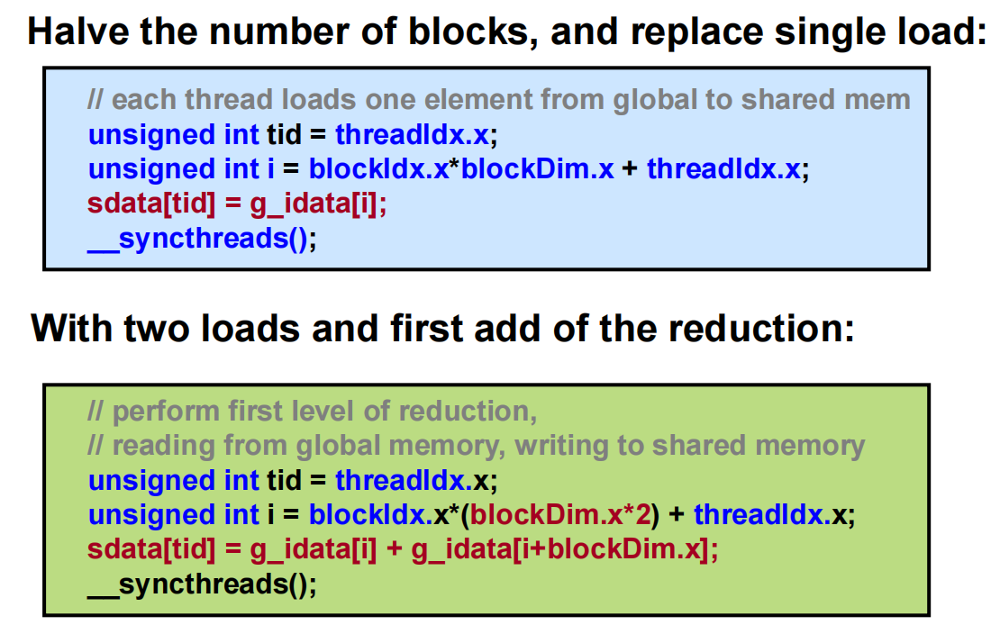 Halve the number of blocks, and replace single load:
// each thread loads one element from global to shared mem
unsigned int tid = threadIdx.x;
unsigned int i = blockIdx.x*blockDim.x + threadIdx.x;
sdata[tid] = g_idata[i];
__syncthreads();
With two loads and first add of the reduction:
// perform first level of reduction,
// reading from global memory, writing to shared memory
unsigned int tid = threadIdx.x;
unsigned int i = blockIdx.x*(blockDim.x*2) + threadIdx.x;
sdata[tid] = g_idata[i] + g_idata[i+blockDim.x];
__syncthreads();